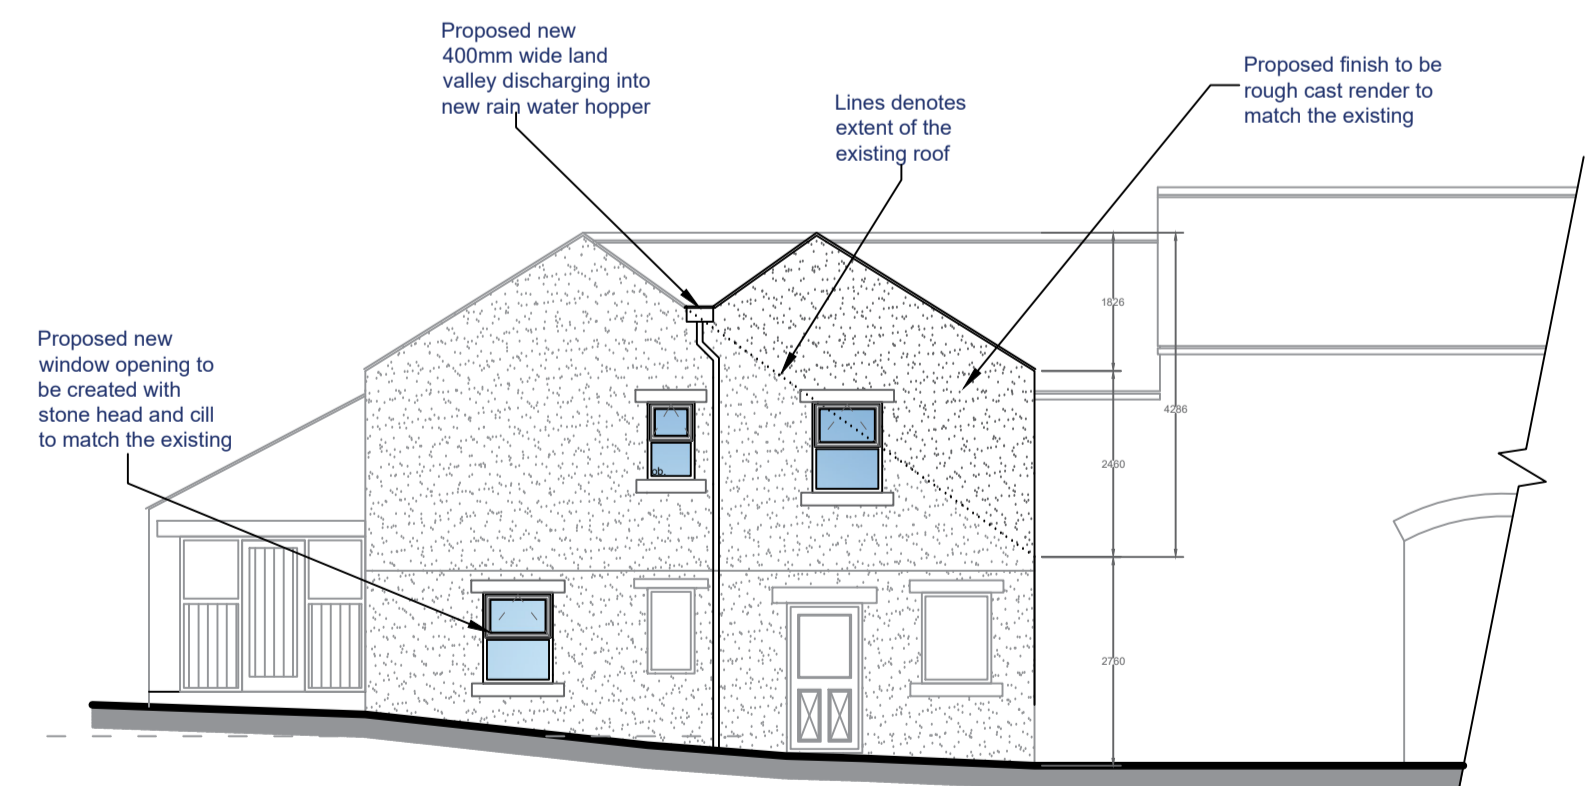 Proposed new
400mm wide land
valley discharging into
new rain water hopper
Lines denotes
extent of the
existing roof
Proposed finish to be
rough cast render to
match the existing
Proposed new
window opening to
be created with
stone head and cill
to match the existing
1826
4286
2460
2760
ob.